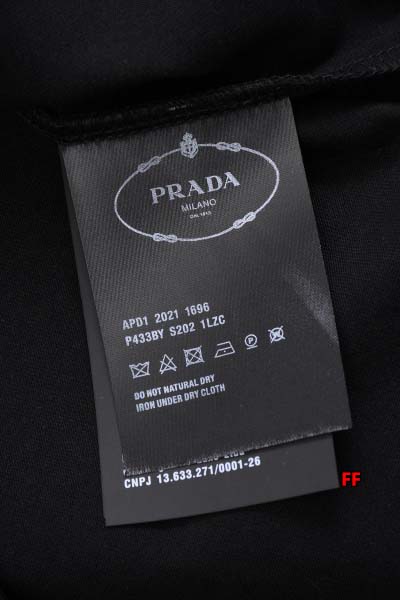 PRADA
MILANO
DAL 1913
APD1 2021 1696
P433BY S202 1LZC
DO NOT NATURAL DRY
IRON UNDER DRY CLOTH
CNPJ 13.633.271/0001-26
FF